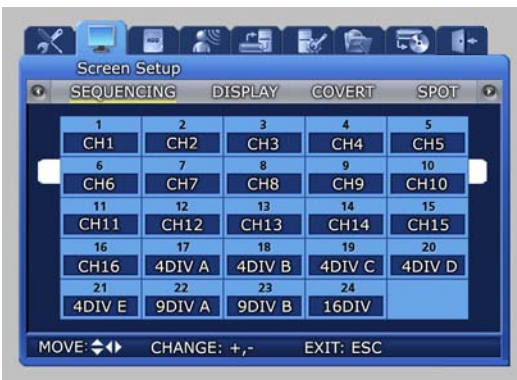 HDD
Screen Setup
SEQUENCING DISPLAY COVERT SPOT
1 2 3 4 5
CH1 CH2 CH3 CH4 CH5
6 7 8 9 10
CH6 CH7 CH8 CH9 CH10
11 12 13 14 15
CH11 CH12 CH13 CH14 CH15
16 17 18 19 20
CH16 4DIV A 4DIV B 4DIV C 4DIV D
21 22 23 24
4DIV E 9DIV A 9DIV B 16DIV
MOVE: CHANGE: +,- EXIT: ESC